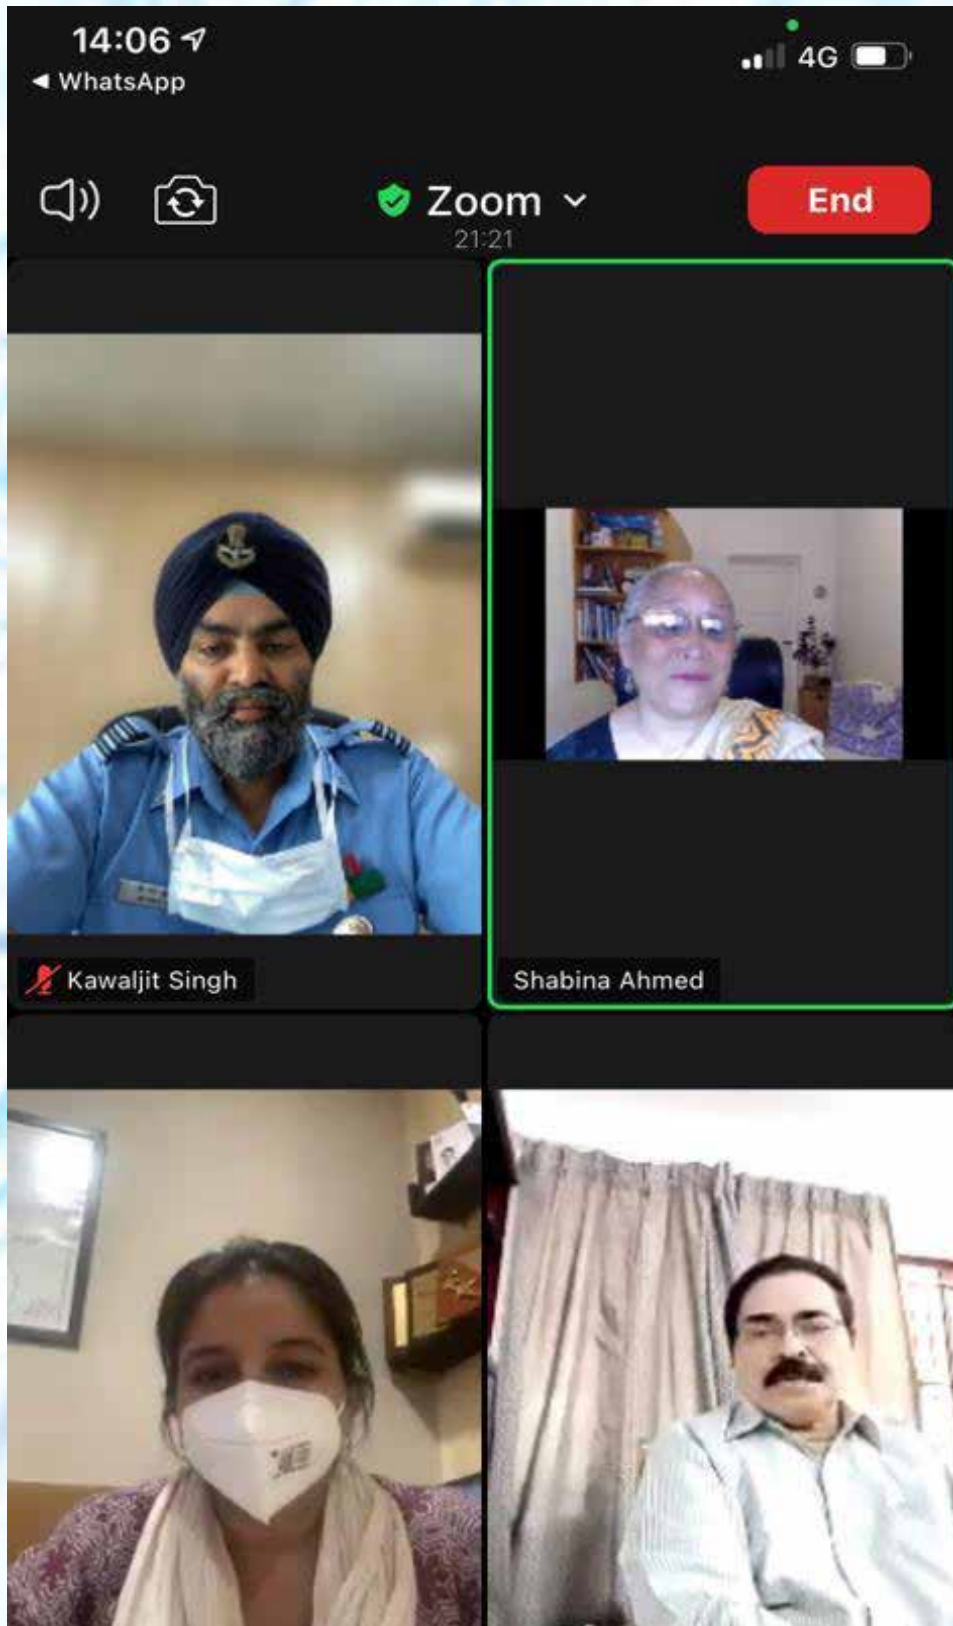 14:06
4G
◀ WhatsApp
Zoom
End
21:21
Kawaljit Singh
Shabina Ahmed